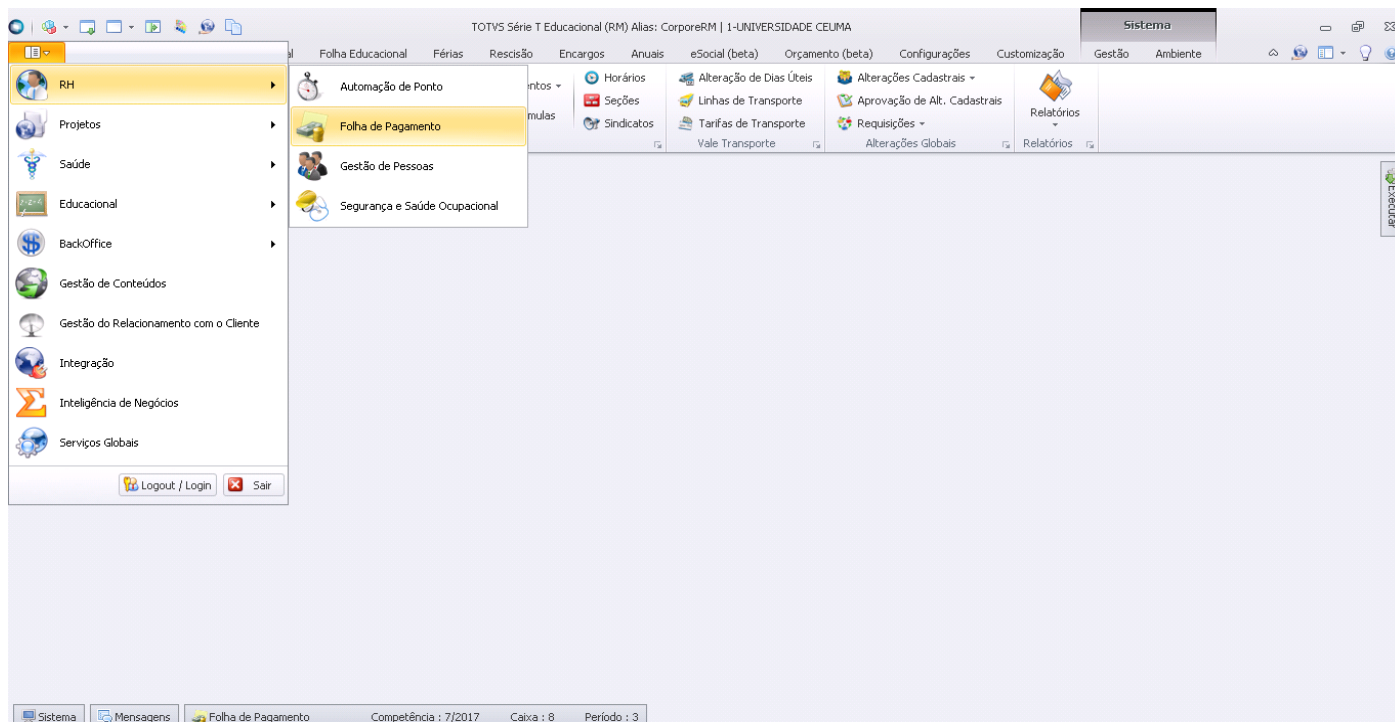 TOTVS Série T Educacional (RM) Alias: CorporeRM | 1-UNIVERSIDADE CEUMA
Sistema
Folha Educacional Férias Rescisão Encargos Anuais eSocial (beta) Orçamento (beta) Configurações Customização Gestão Ambiente
RH
Projetos
Saúde
Educacional
BackOffice
Gestão de Conteúdos
Gestão do Relacionamento com o Cliente
Integração
Inteligência de Negócios
Serviços Globais
Logout / Login Sair
Automação de Ponto
Folha de Pagamento
Gestão de Pessoas
Segurança e Saúde Ocupacional
Horários
Seções
Sindicatos
Alteração de Dias Úteis
Linhas de Transporte
Tarifas de Transporte
Vale Transporte
Alterações Cadastrais
Aprovação de Alt. Cadastrais
Requisições
Alterações Globais
Relatórios
Relatórios
Executar
Sistema Mensagens Folha de Pagamento Competência : 7/2017 Caixa : 8 Período : 3